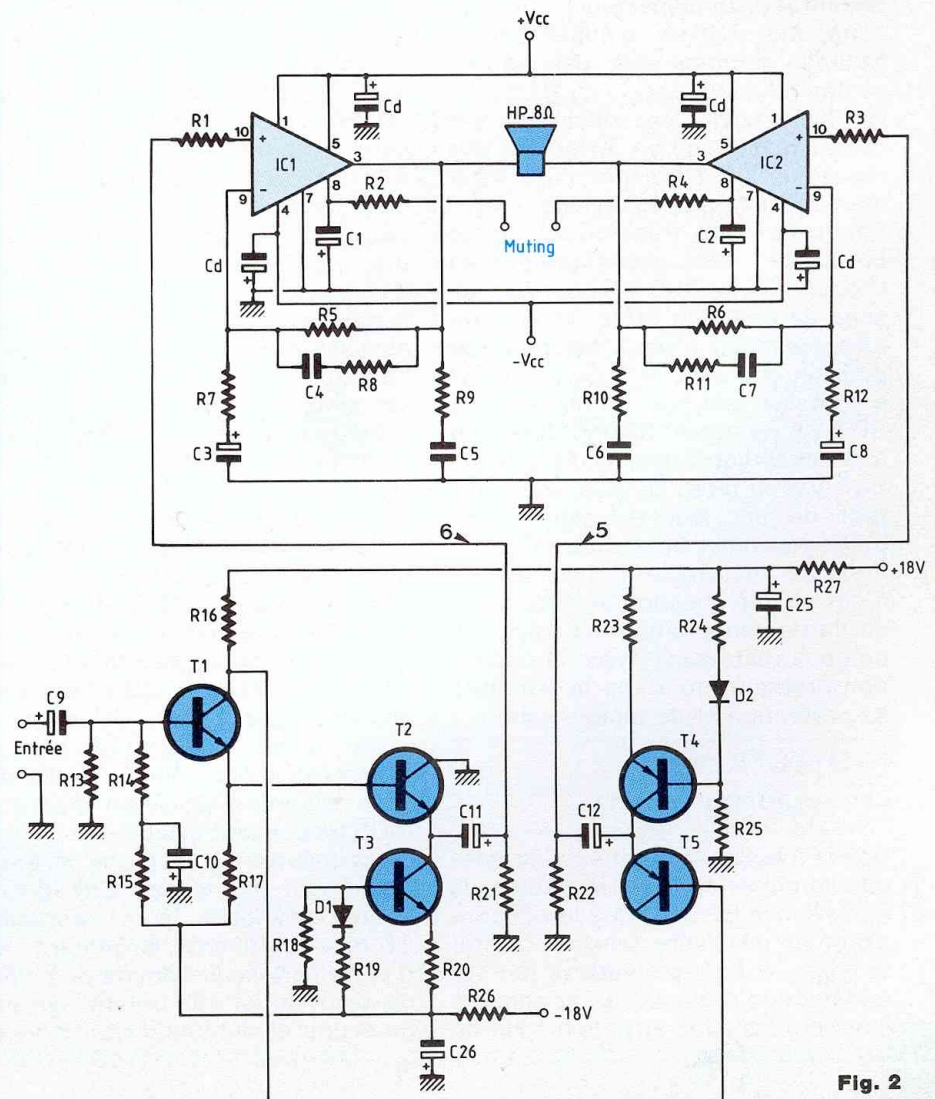 +Vcc
Cd
Cd
R1
HP_8Ω
R3
10
+
1
5
IC1
3
8
-
9
4
7
R2
R4
1
5
10
+
IC2
3
8
-
9
7
4
C1
Muting
C2
Cd
Cd
R5
R6
-Vcc
C4
R8
R11
C7
R7
R9
R10
R12
C3
C5
C6
C8
6
5
R27
+18V
R16
R23
R24
C25
T1
C9
D2
Entrée
T2
T4
R13
R14
C11
C12
R25
T3
T5
R15
C10
R17
D1
R21
R22
R18
R19
R20
R26
-18V
C26
Fig. 2